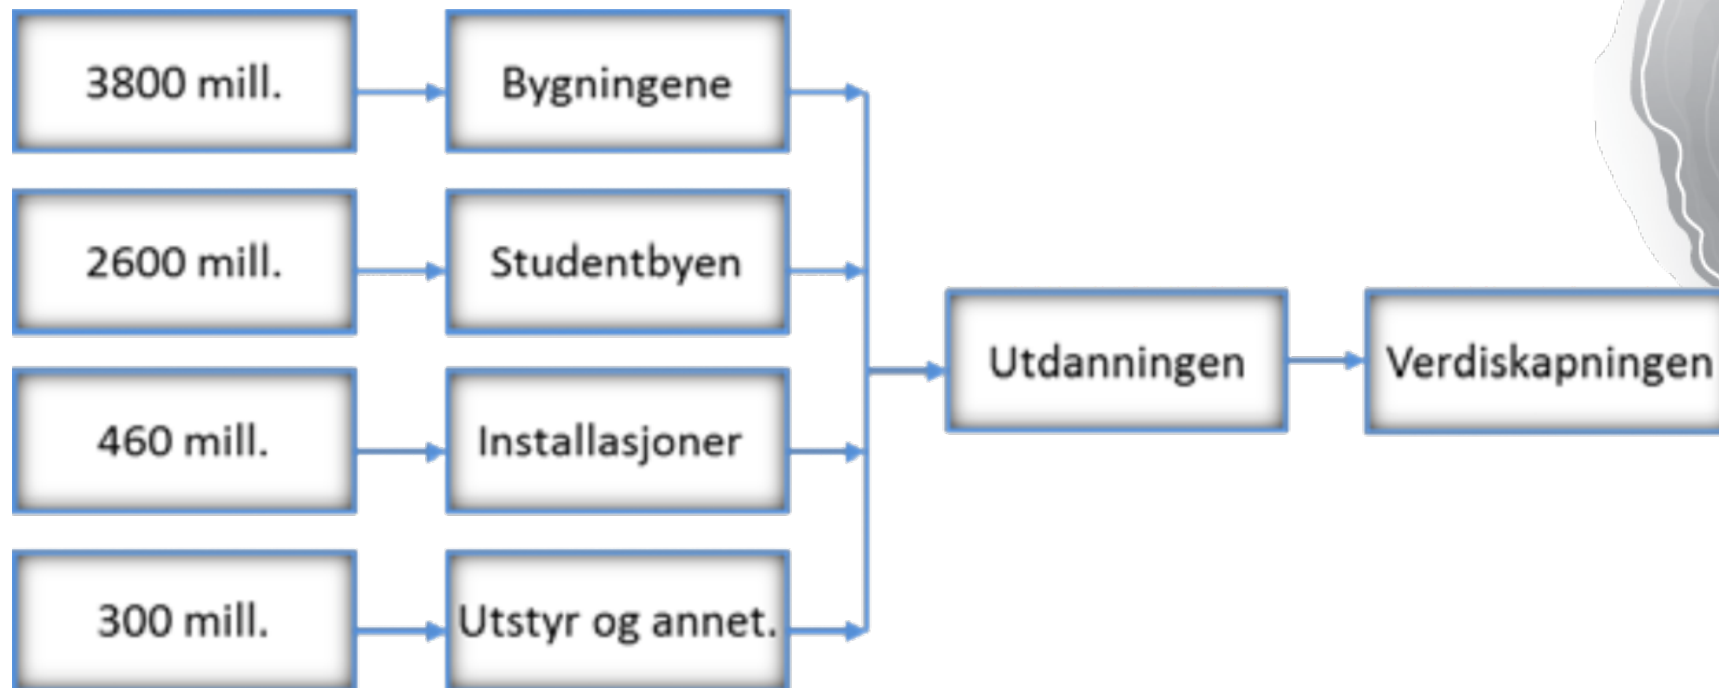 3800 mill.
Bygningene
2600 mill.
Studentbyen
460 mill.
Installasjoner
300 mill.
Utstyr og annet.
Utdanningen
Verdiskapningen